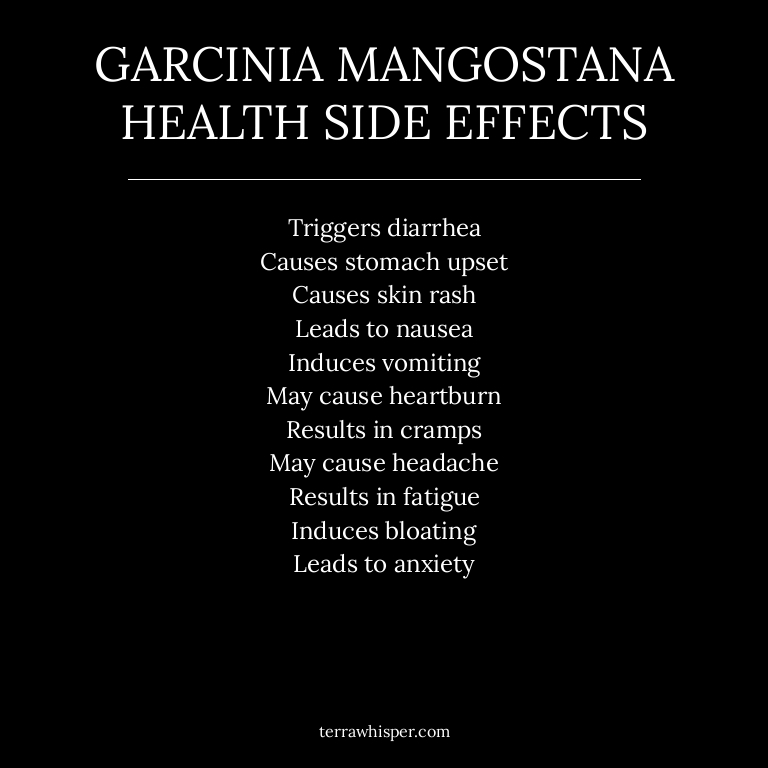 GARCINIA MANGOSTANA
HEALTH SIDE EFFECTS
Triggers diarrhea
Causes stomach upset
Causes skin rash
Leads to nausea
Induces vomiting
May cause heartburn
Results in cramps
May cause headache
Results in fatigue
Induces bloating
Leads to anxiety
terrawhisper.com